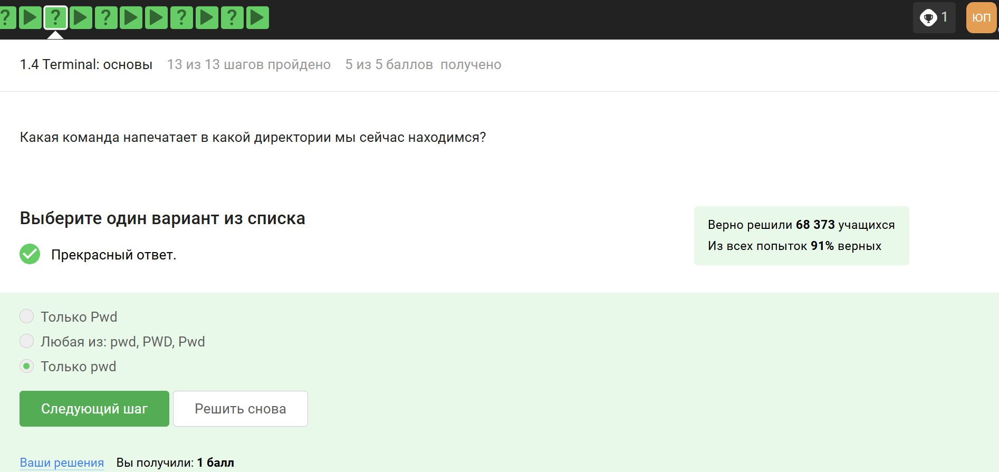 ? ? ? ? ?
1 ЮП
1.4 Terminal: основы 13 из 13 шагов пройдено 5 из 5 баллов получено
Какая команда напечатает в какой директории мы сейчас находимся?
Выберите один вариант из списка
Прекрасный ответ.
Верно решили 68 373 учащихся
Из всех попыток 91% верных
Только Pwd
Любая из: pwd, PWD, Pwd
Только pwd
Следующий шаг Решить снова
Ваши решения Вы получили: 1 балл